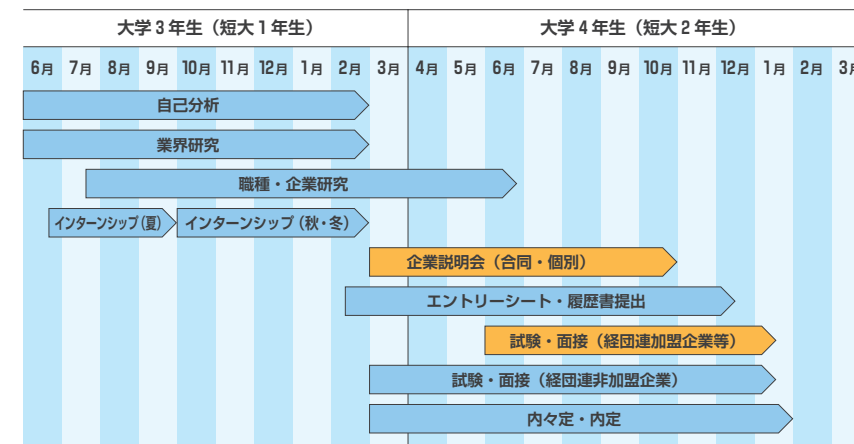 大学3年生（短大1年生） 大学4年生（短大2年生）
6月 7月 8月 9月 10月 11月 12月 1月 2月 3月 4月 5月 6月 7月 8月 9月 10月 11月 12月 1月 2月 3月
自己分析
業界研究
職種・企業研究
インターンシップ（夏） インターンシップ（秋・冬）
企業説明会（合同・個別）
エントリーシート・履歴書提出
試験・面接（経団連加盟企業等）
試験・面接（経団連非加盟企業）
内々定・内定